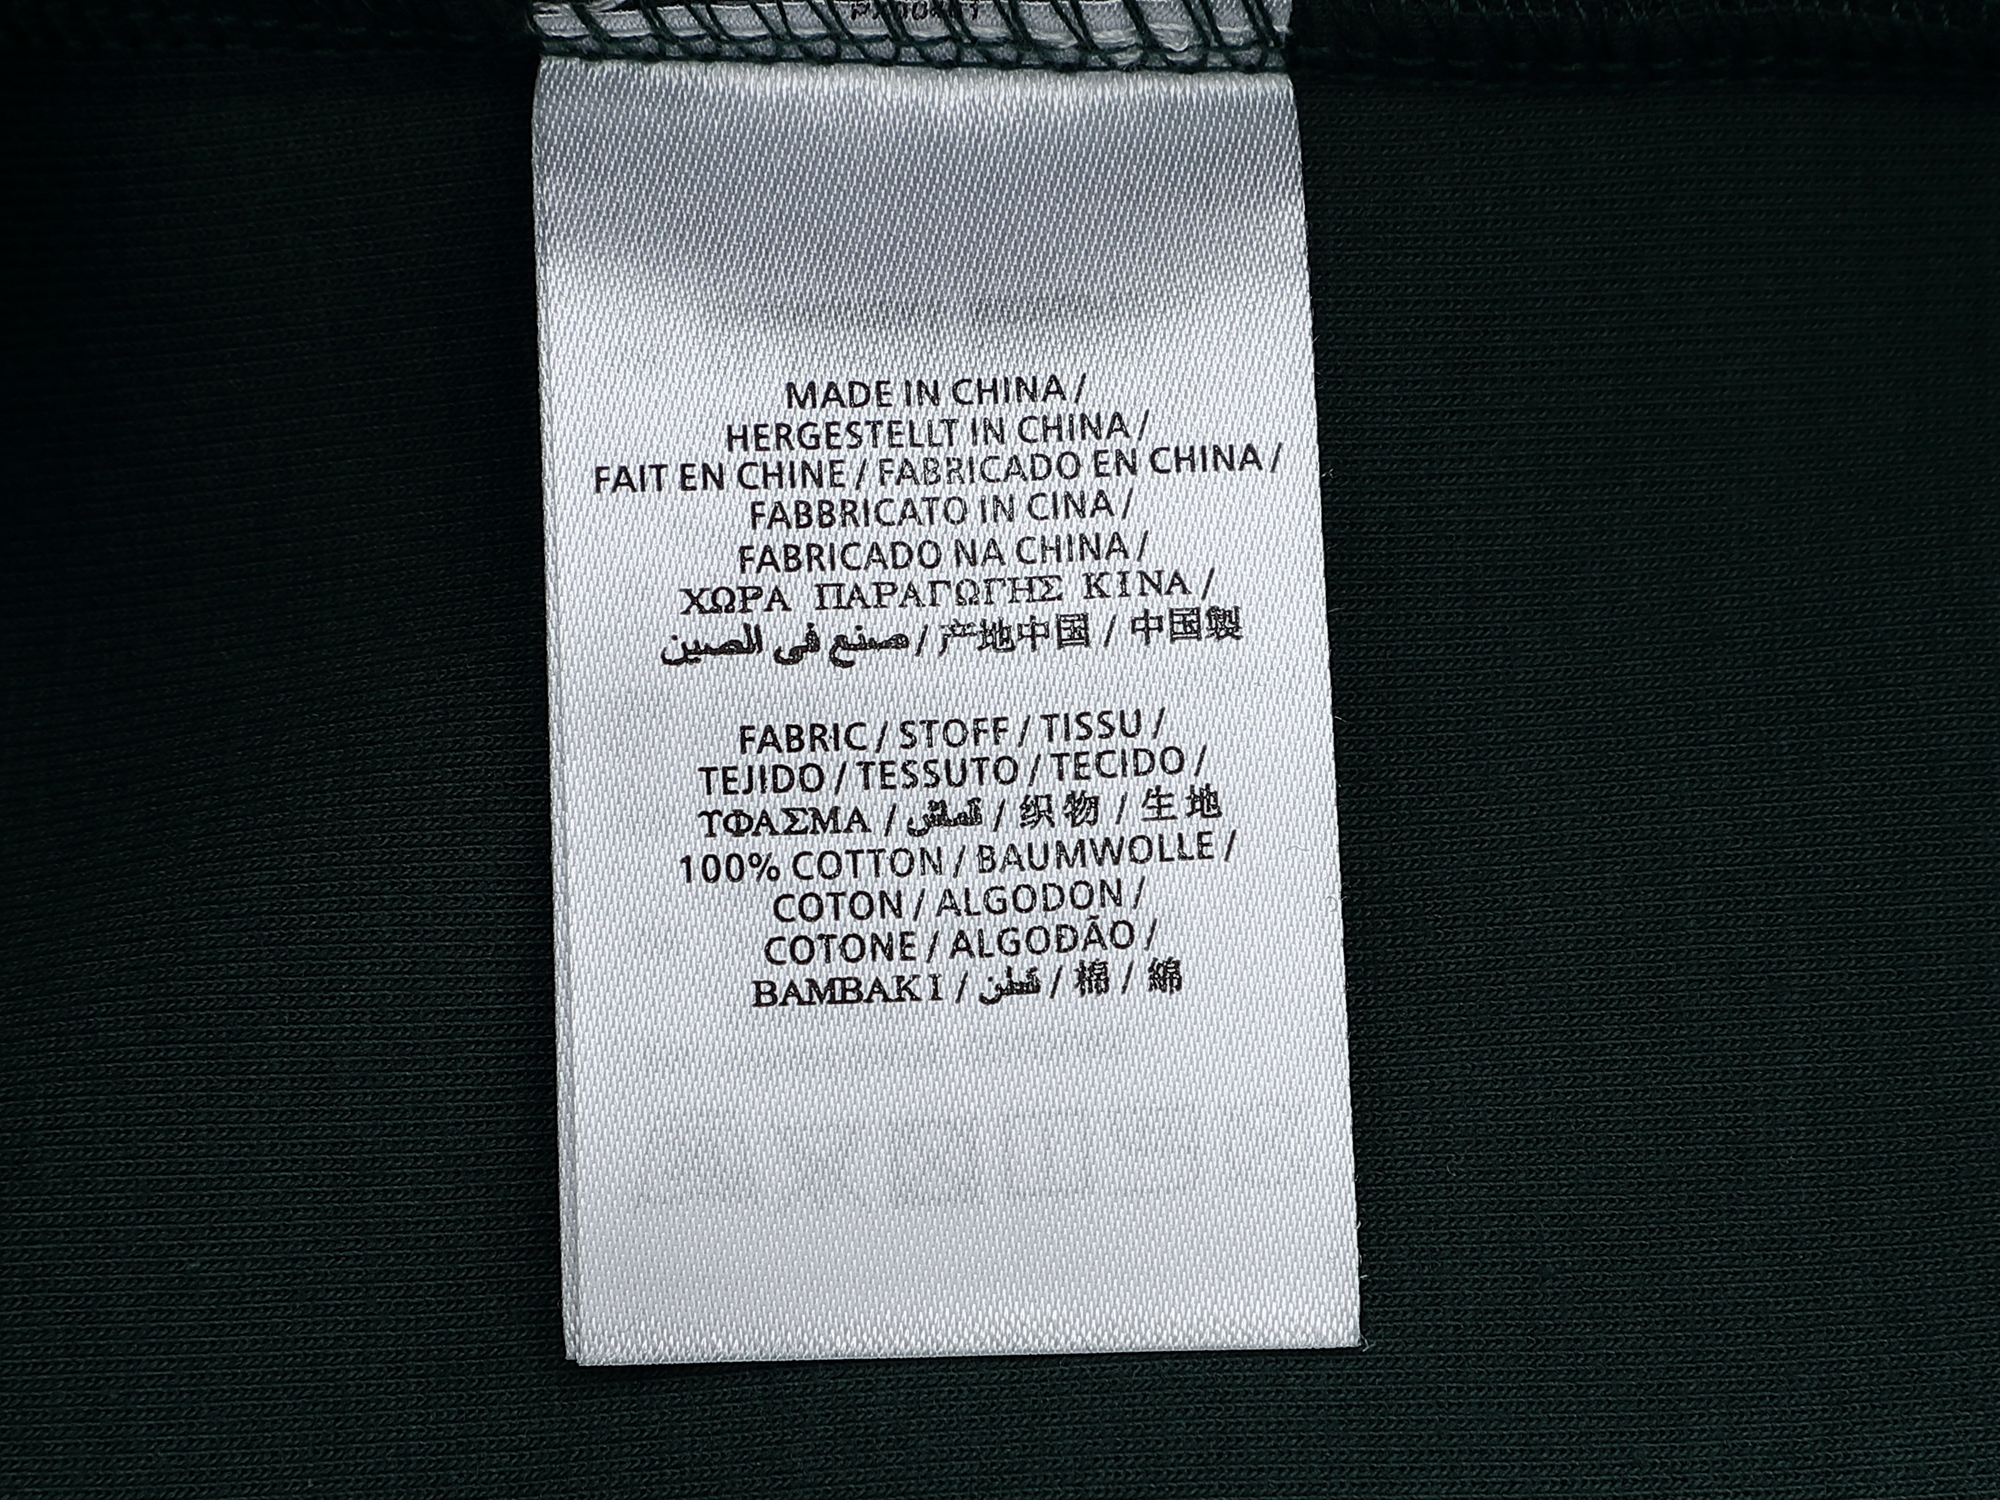 MADE IN CHINA /
HERGESTELLT IN CHINA /
FAIT EN CHINE / FABRICADO EN CHINA /
FABBRICATO IN CINA /
FABRICADO NA CHINA /
ΧΩΡΑ ΠΑΡΑΓΩΓΗΣ ΚΙΝΑ /
صنع في الصين / 产地中国 / 中国製
FABRIC / STOFF / TISSU /
TEJIDO / TESSUTO / TECIDO /
ΤΦΑΣΜΑ / قماش / 织物 / 生地
100% COTTON / BAUMWOLLE /
COTON / ALGODON /
COTONE / ALGODÃO /
BAMBAKI / قطن / 棉 / 綿